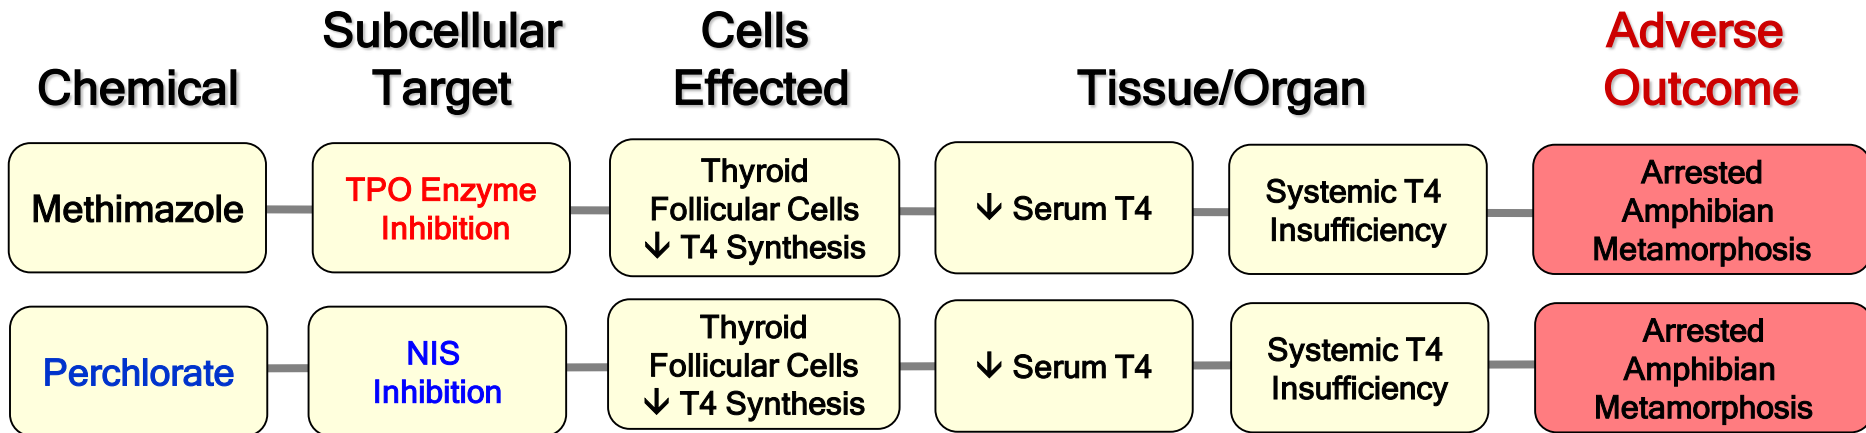 Chemical
Subcellular
Target
Cells
Effected
Tissue/Organ
Adverse
Outcome
Methimazole
TPO Enzyme
Inhibition
Thyroid
Follicular Cells
↓ T4 Synthesis
↓ Serum T4
Systemic T4
Insufficiency
Arrested
Amphibian
Metamorphosis
Perchlorate
NIS
Inhibition
Thyroid
Follicular Cells
↓ T4 Synthesis
↓ Serum T4
Systemic T4
Insufficiency
Arrested
Amphibian
Metamorphosis